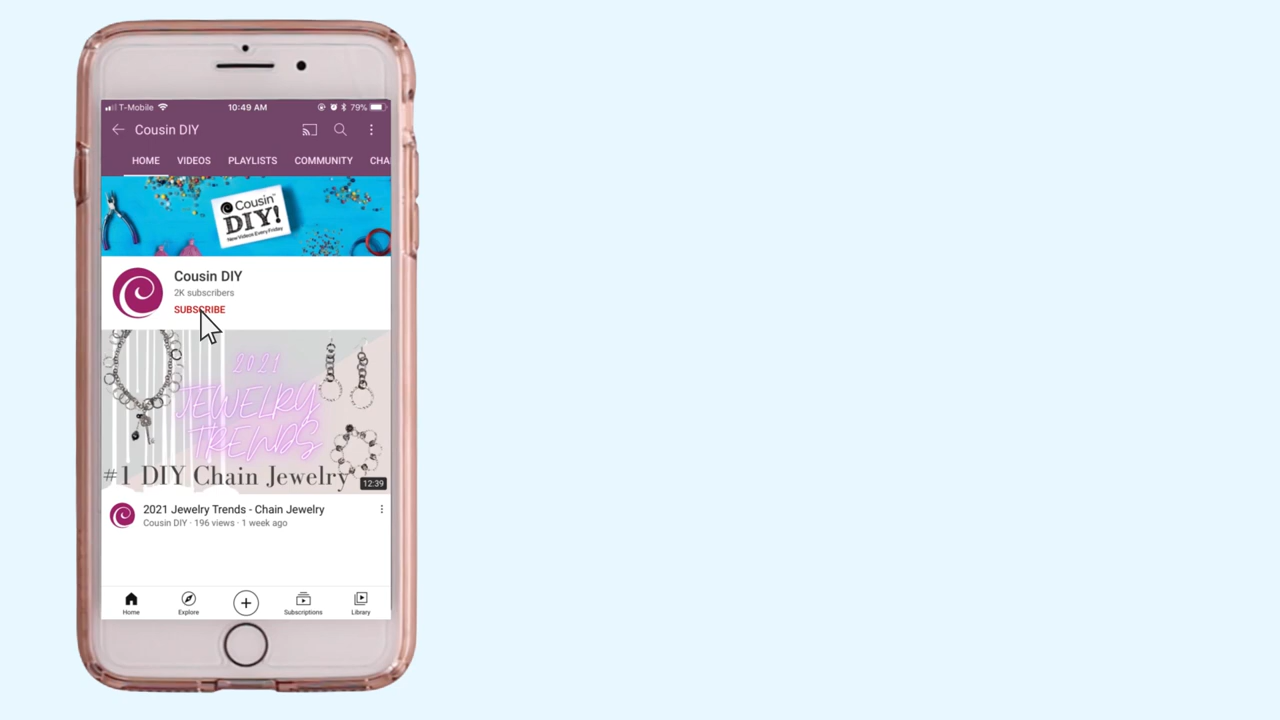 T-Mobile 10:49 AM 79%
Cousin DIY
HOME VIDEOS PLAYLISTS COMMUNITY CHA
Cousin
DIY!
New Videos Every Friday
Cousin DIY
2K subscribers
SUBSCRIBE
2021
JEWELRY
TRENDS
#1 DIY Chain Jewelry
12:39
2021 Jewelry Trends - Chain Jewelry
Cousin DIY · 196 views · 1 week ago
Home Explore Subscriptions Library